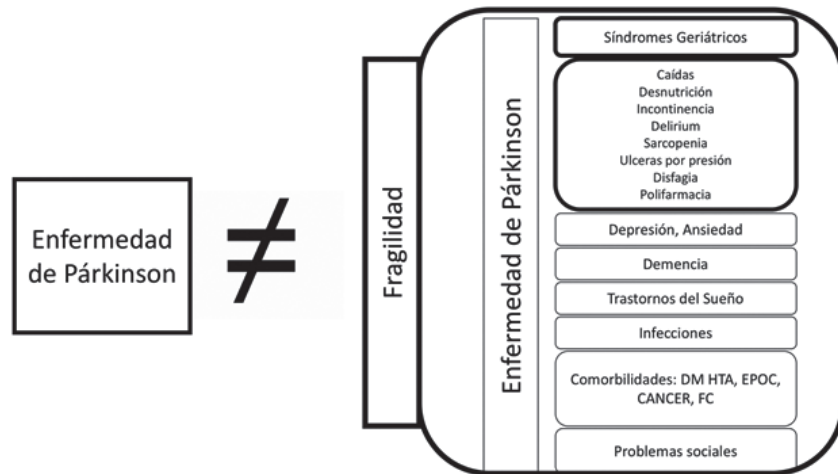 Enfermedad
de Párkinson
≠
Fragilidad
Enfermedad de Párkinson
Síndromes Geriátricos
Caídas
Desnutrición
Incontinencia
Delirium
Sarcopenia
Ulceras por presión
Disfagia
Polifarmacia
Depresión, Ansiedad
Demencia
Trastornos del Sueño
Infecciones
Comorbilidades: DM HTA, EPOC,
CANCER, FC
Problemas sociales